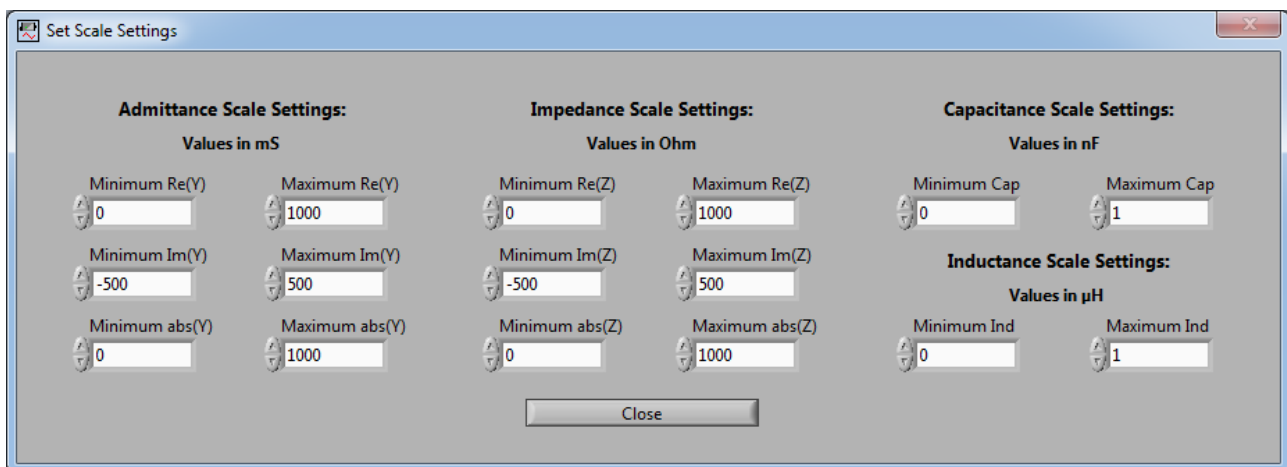 Set Scale Settings
Admittance Scale Settings:
Values in mS
Minimum Re(Y)
Maximum Re(Y)
0
1000
Minimum Im(Y)
Maximum Im(Y)
-500
500
Minimum abs(Y)
Maximum abs(Y)
0
1000
Impedance Scale Settings:
Values in Ohm
Minimum Re(Z)
Maximum Re(Z)
0
1000
Minimum Im(Z)
Maximum Im(Z)
-500
500
Minimum abs(Z)
Maximum abs(Z)
0
1000
Capacitance Scale Settings:
Values in nF
Minimum Cap
Maximum Cap
0
1
Inductance Scale Settings:
Values in µH
Minimum Ind
Maximum Ind
0
1
Close